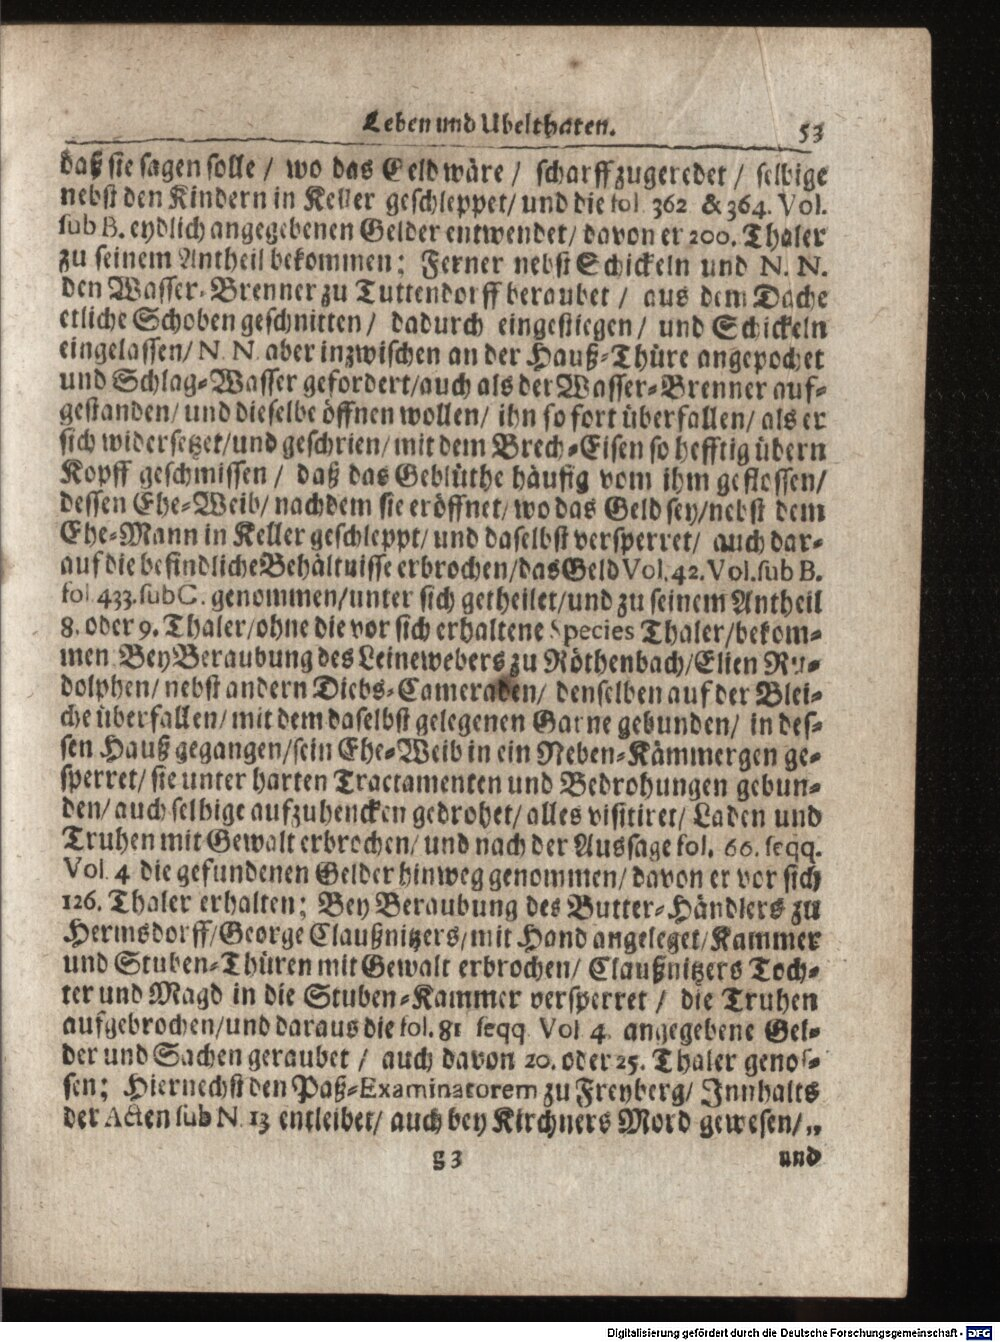 Leben und Ubelthaten. 53
daß sie sagen solle / wo das Geld wäre / scharff zugeredet / selbige
nebst den Kindern in Keller geschleppet / und die fol. 362 & 364. Vol.
sub B. eydlich angegebenen Gelder entwendet / davon er 200. Thaler
zu seinem Antheil bekommen; Ferner nebst Schickeln und N. N.
den Wasser-Brenner zu Tuttendorff beraubet / aus dem Dache
etliche Schoben geschnitten / dadurch eingestiegen / und Schickeln
eingelassen / N. N. aber inzwischen an der Hauß-Thüre angepochet
und Schlag-Wasser gefordert / auch als der Wasser-Brenner auf-
gestanden / und dieselbe öffnen wollen / ihn so fort überfallen / als er
sich widersetzet / und geschrien / mit dem Brech-Eisen so hefftig übern
Kopff geschmissen / daß das Geblüthe häufig vom ihm geflossen /
dessen Ehe-Weib / nachdem sie eröffnet / wo das Geld sey / nebst dem
Ehe-Mann in Keller geschleppt / und daselbst versperret / auch dar-
auf die befindliche Behältnisse erbrochen / das Geld Vol. 42. Vol. sub B.
fol 433. sub C. genommen / unter sich getheilet / und zu seinem Antheil
8. oder 9. Thaler / ohne die vor sich erhaltene Species Thaler / bekom-
men Bey Beraubung des Leinewebers zu Röthenbach / Elien Ru-
dolphen / nebst andern Diebs-Cameraden / denselben auf der Blei-
che überfallen / mit dem daselbst gelegenen Garne gebunden / in des-
sen Hauß gegangen / sein Ehe-Weib in ein Neben-Kämmergen ge-
sperret / sie unter harten Tractamenten und Bedrohungen gebun-
den / auch selbige aufzuhencken gedrohet / alles visitiret / Laden und
Truhen mit Gewalt erbrochen / und nach der Aussage fol. 66. seqq.
Vol. 4 die gefundenen Gelder hinweg genommen / davon er vor sich
126. Thaler erhalten; Bey Beraubung des Butter-Händlers zu
Hermsdorff / George Claußnitzers / mit Hand angeleget / Kammer
und Stuben-Thüren mit Gewalt erbrochen / Claußnitzers Toch-
ter und Magd in die Stuben-Kammer versperret / die Truhen
aufgebrochen / und daraus die fol. 81 seqq Vol 4. angegebene Gel-
der und Sachen geraubet / auch davon 20. oder 25. Thaler genos-
sen; Hiernechst den Paß-Examinatorem zu Freyberg / Innhalts
der Acten sub N. 13 entleibet / auch bey Kirchners Mord gewesen / „
g 3 und
Digitalisierung gefördert durch die Deutsche Forschungsgemeinschaft - DFG